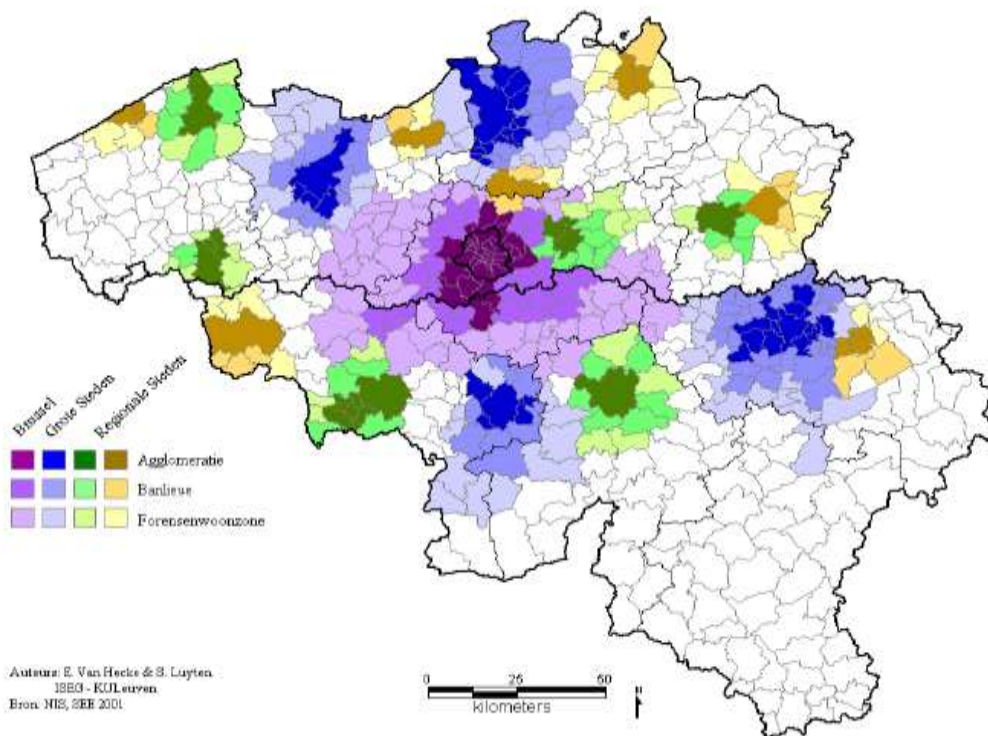 Brussel
Grote Steden
Regionale Steden
Agglomeratie
Banlieue
Forensenwoonzone
Auteurs: E. Van Hecke & S. Luyten
ISEG - KULeuven
Bron: NIS, SEE 2001
0 25 50
kilometers
N